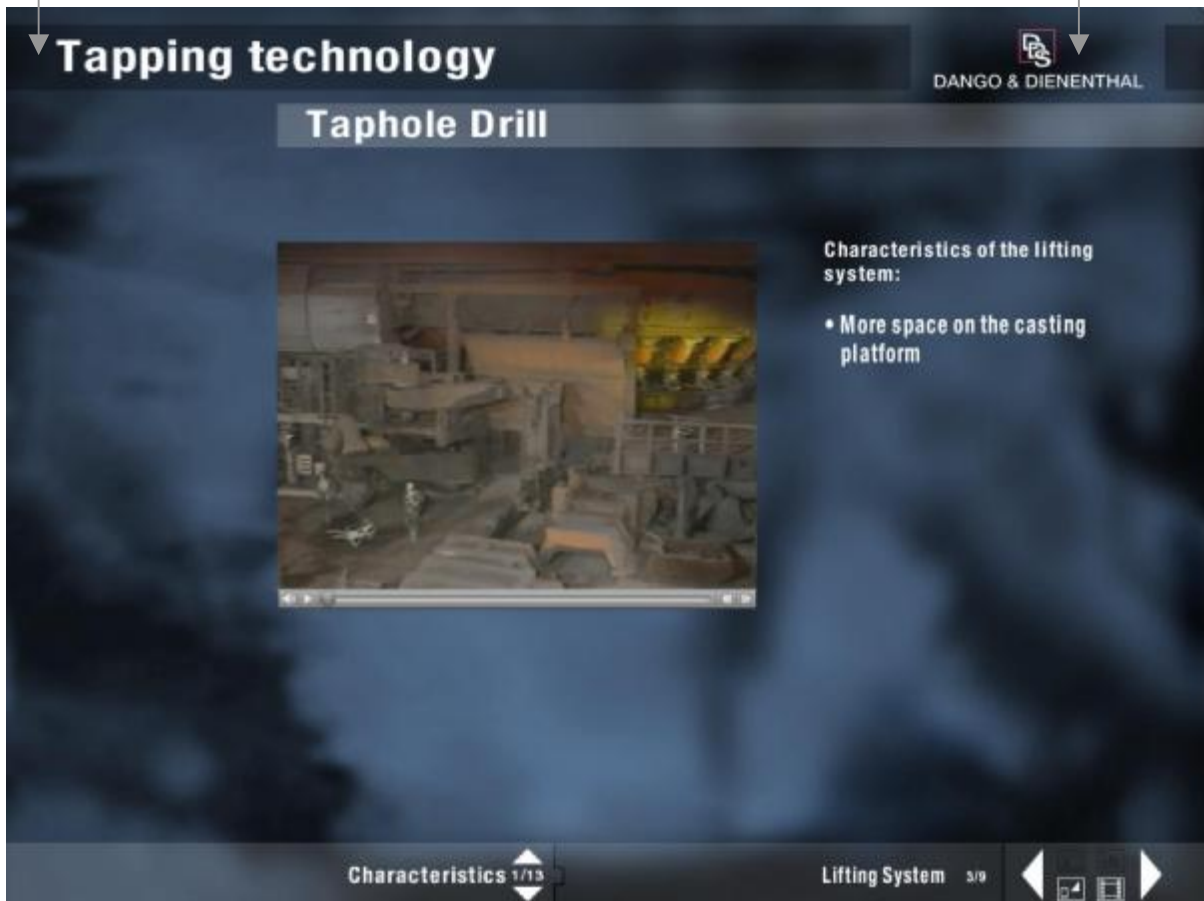 Tapping technology
DDS
DANGO & DIENENTHAL
Taphole Drill
Characteristics of the lifting
system:
• More space on the casting
platform
Characteristics 1/13
Lifting System 3/9